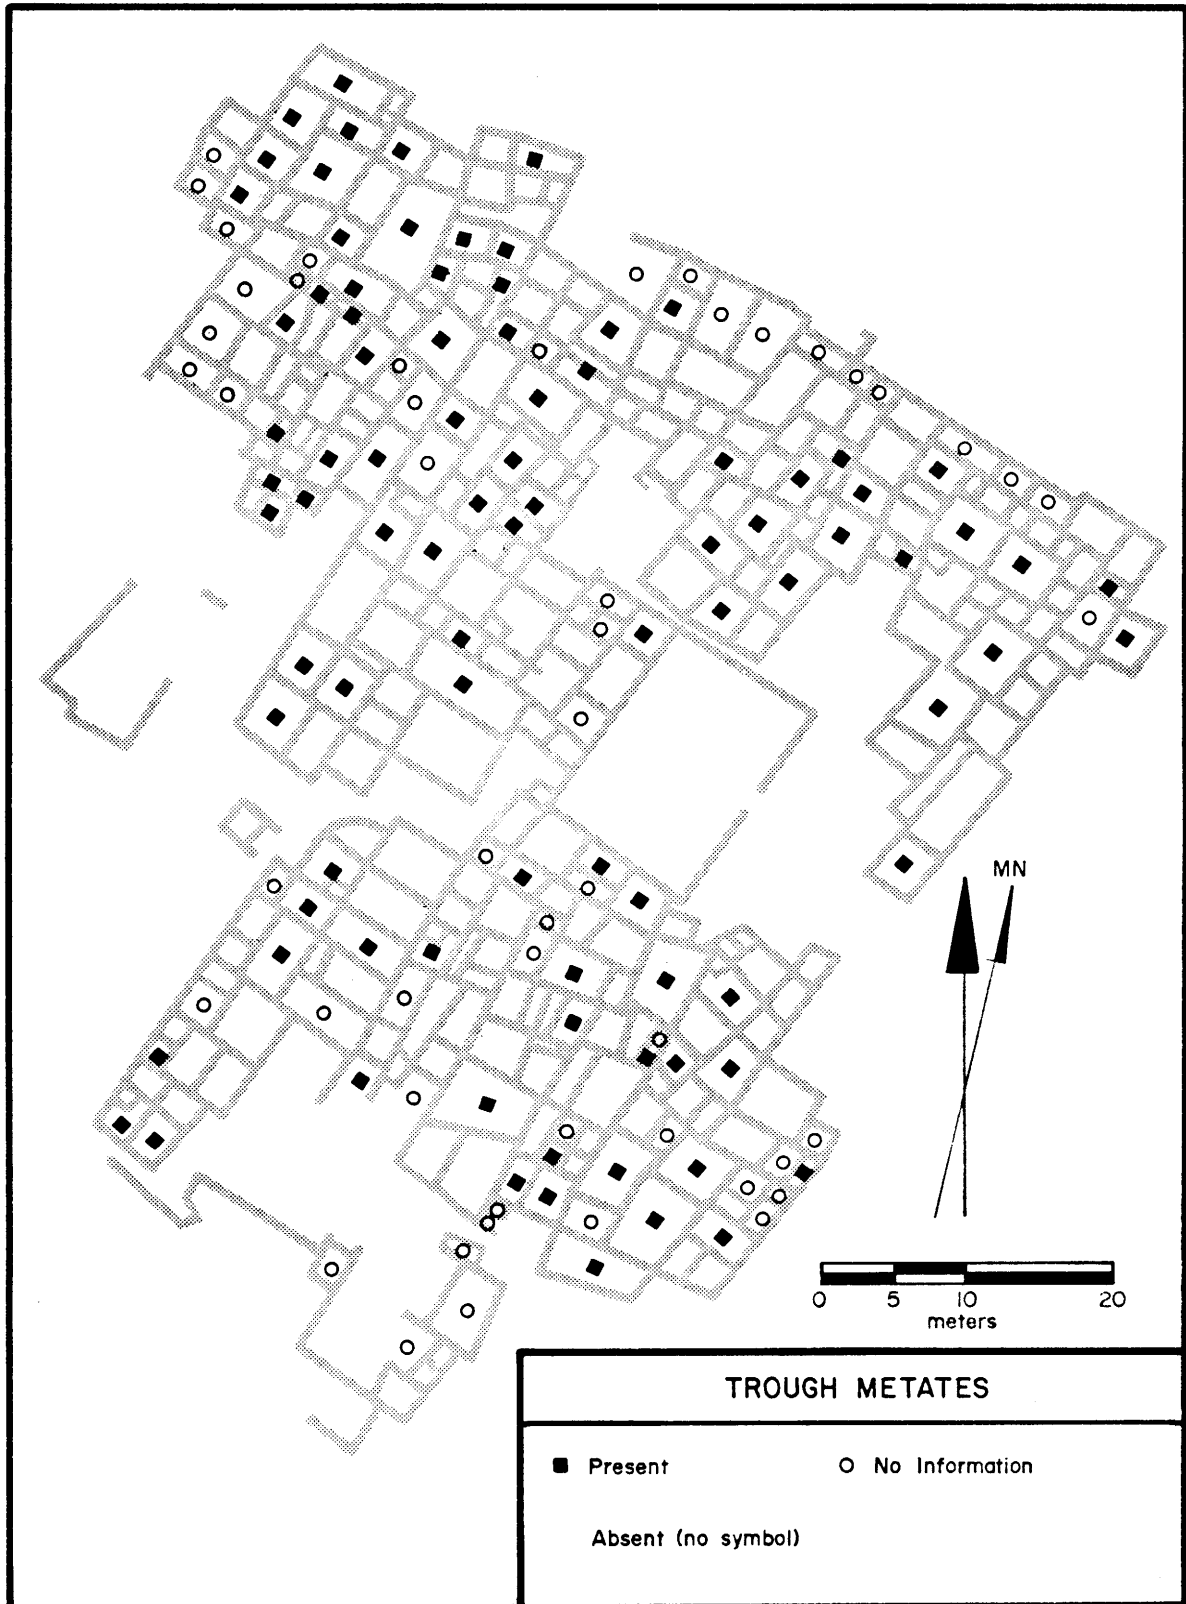 MN
0 5 10 20
meters
TROUGH METATES
Present
No Information
Absent (no symbol)